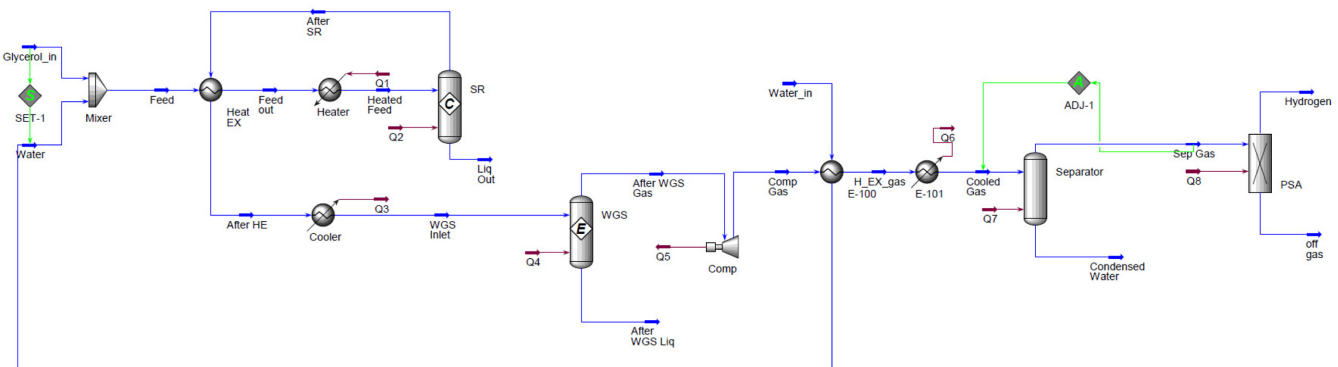 Glycerol_in
S
SET-1
Water
Mixer
Feed
After
SR
Heat
EX
Feed
out
Q1
Heater
Heated
Feed
Q2
SR
C
Liq
Out
After HE
Q3
Cooler
WGS
Inlet
Q4
WGS
E
After WGS
Gas
After
WGS Liq
Q5
Comp
Comp
Gas
Water_in
H_EX_gas
E-100
Q6
E-101
Cooled
Gas
A
ADJ-1
Separator
Q7
Condensed
Water
Sep Gas
Q8
Hydrogen
PSA
off
gas